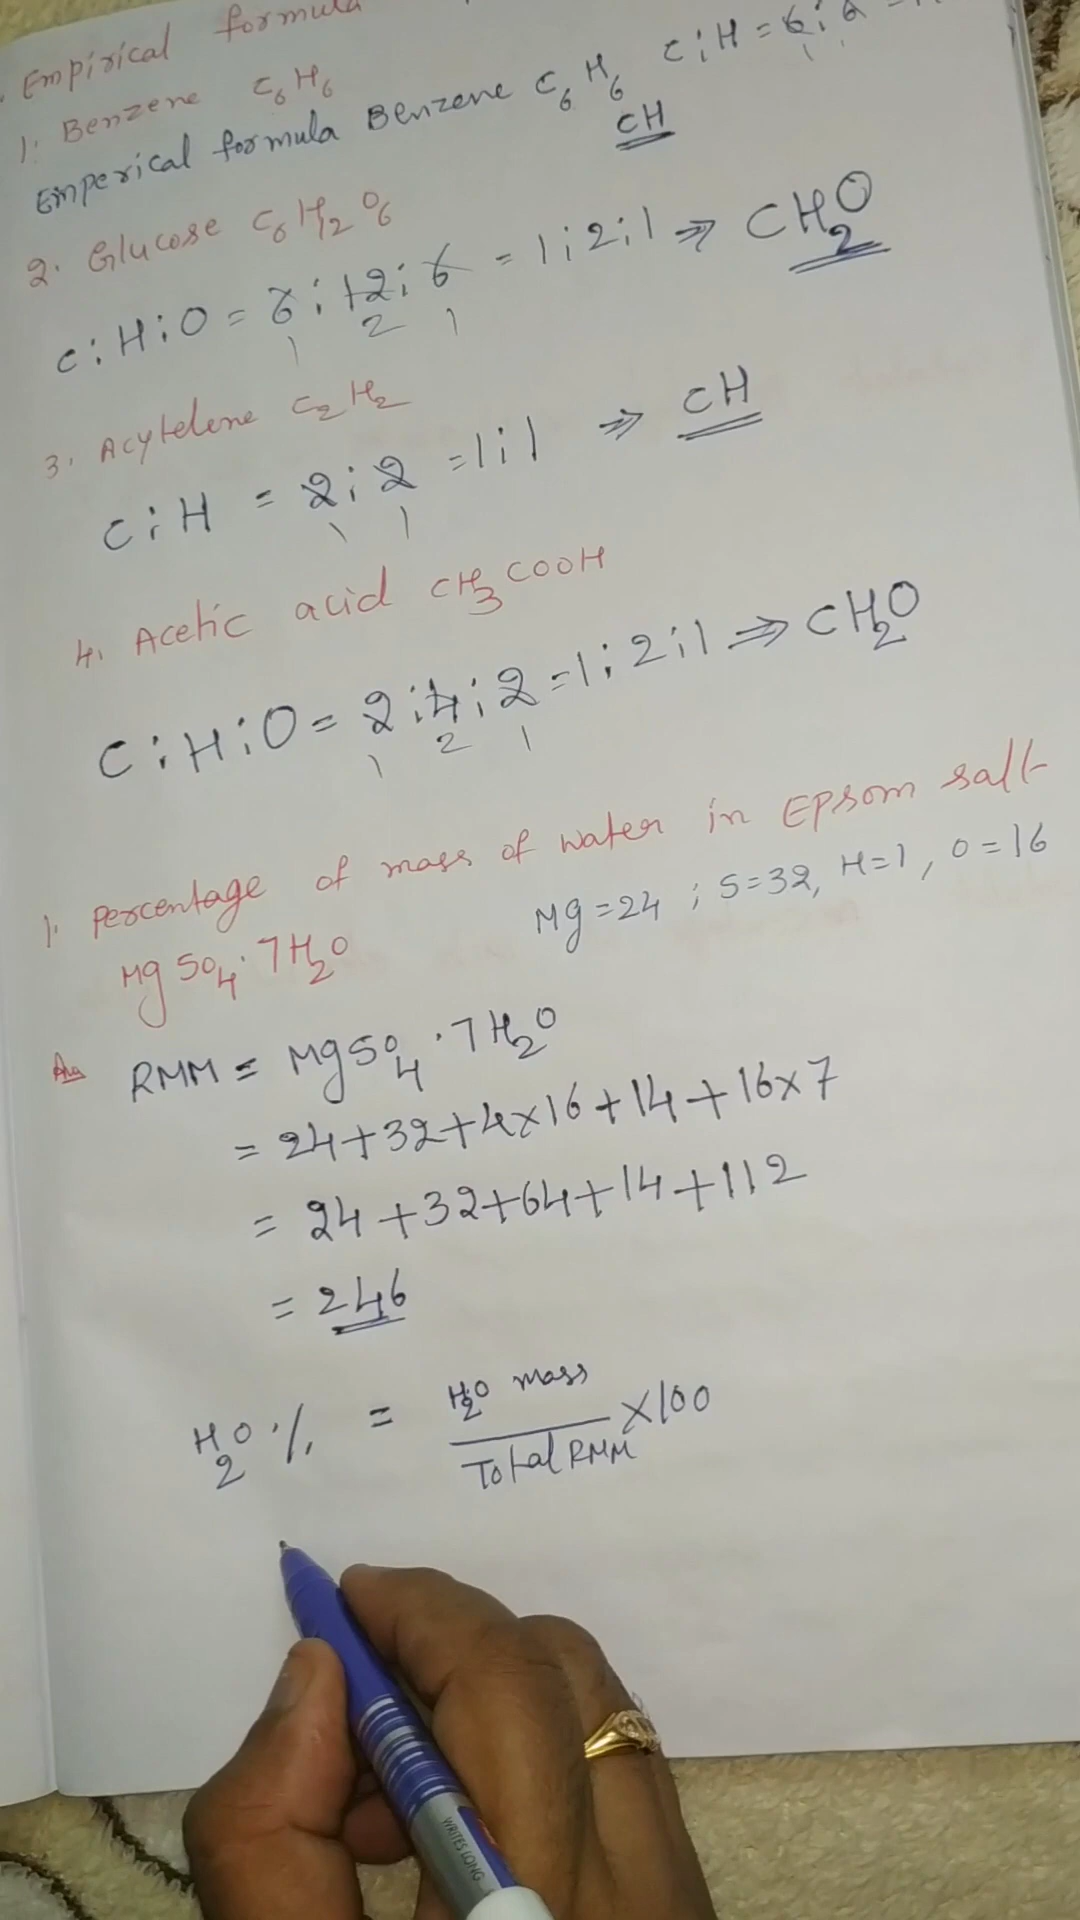 Empirical formula
1. Benzene C₆H₆
Emperical formula Benzene C₆H₆ C:H = 6:6
1 1
CH
2. Glucose C₆H₁₂O₆
C:H:O = 6:12:6 = 1:2:1 ⇒ CH₂O
1 2 1
3. Acytelene C₂H₂
C:H = 2:2 = 1:1 ⇒ CH
1 1
4. Acetic acid CH₃COOH
C:H:O = 2:4:2 = 1:2:1 ⇒ CH₂O
1 2 1
1. Percentage of mass of water in Epsom salt
MgSO₄·7H₂O Mg=24; S=32, H=1, O=16
Ans RMM = MgSO₄·7H₂O
= 24+32+4×16+14+16×7
= 24+32+64+14+112
= 246
H₂O % = H₂O mass / Total RMM ×100
WRITES LONG